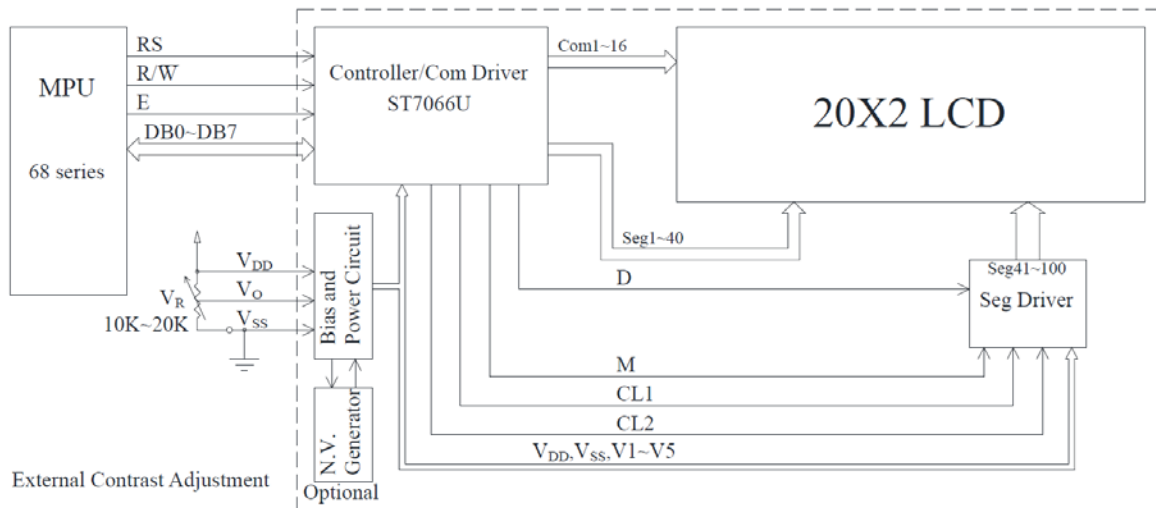 MPU
68 series
RS
R/W
E
DB0~DB7
Controller/Com Driver
ST7066U
Com1~16
20X2 LCD
Seg1~40
Seg41~100
Seg Driver
D
M
CL1
CL2
VDD,VSS,V1~V5
VDD
VO
VSS
VR
10K~20K
Bias and
Power Circuit
N.V.
Generator
Optional
External Contrast Adjustment